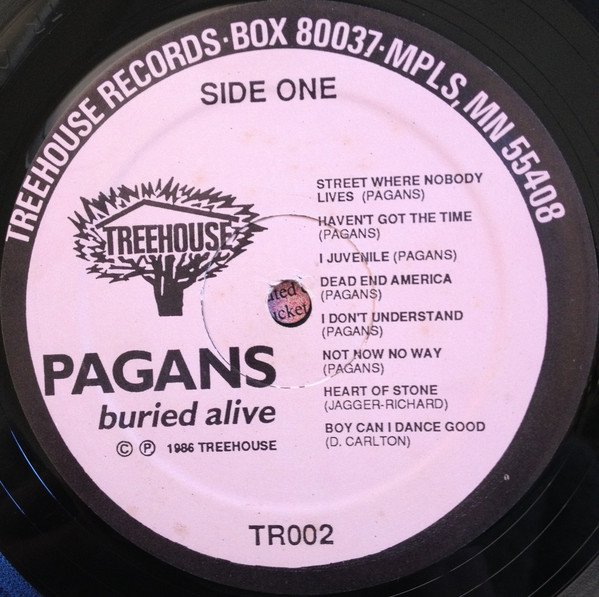 TREEHOUSE RECORDS·BOX 80037·MPLS, MN 55408
SIDE ONE
TREEHOUSE
STREET WHERE NOBODY
LIVES (PAGANS)
HAVEN'T GOT THE TIME
(PAGANS)
I JUVENILE (PAGANS)
DEAD END AMERICA
(PAGANS)
I DON'T UNDERSTAND
(PAGANS)
NOT NOW NO WAY
(PAGANS)
HEART OF STONE
(JAGGER-RICHARD)
BOY CAN I DANCE GOOD
(D. CARLTON)
PAGANS
buried alive
© ℗ 1986 TREEHOUSE
TR002